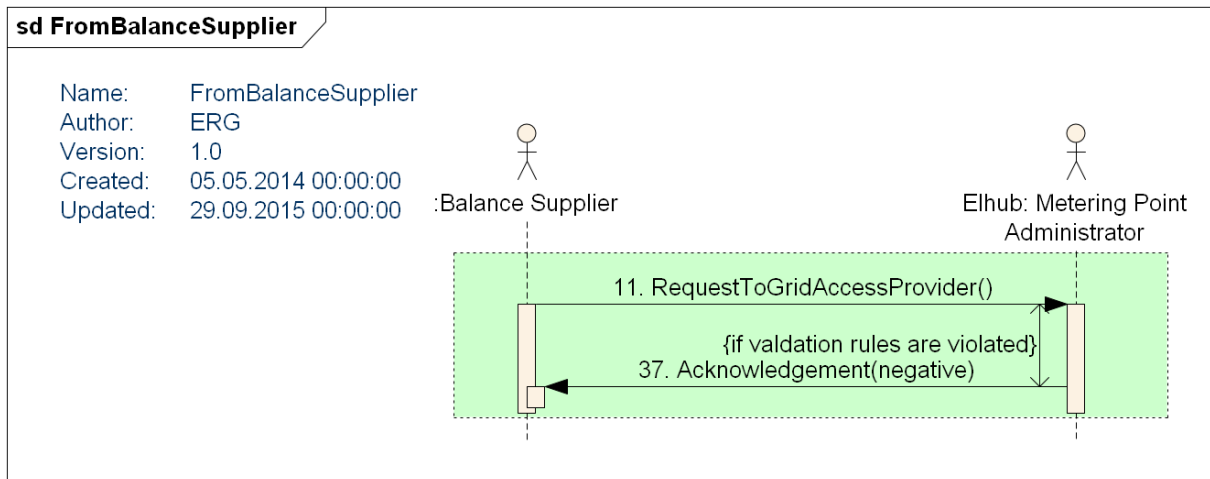 sd FromBalanceSupplier
Name: FromBalanceSupplier
Author: ERG
Version: 1.0
Created: 05.05.2014 00:00:00
Updated: 29.09.2015 00:00:00
:Balance Supplier
Elhub: Metering Point
Administrator
11. RequestToGridAccessProvider()
{if valdation rules are violated}
37. Acknowledgement(negative)